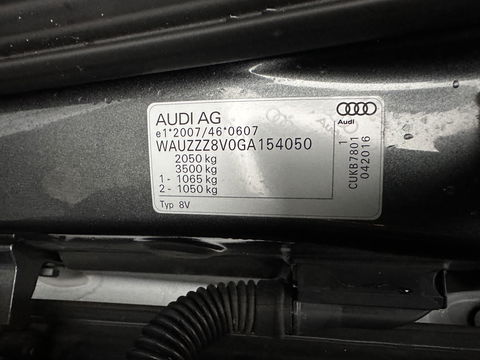 AUDI AG
Audi
e1*2007/46*0607
WAUZZZ8V0GA154050
2050 kg
3500 kg
1 - 1065 kg
2 - 1050 kg
Typ 8V
1
CUKB7801
042016